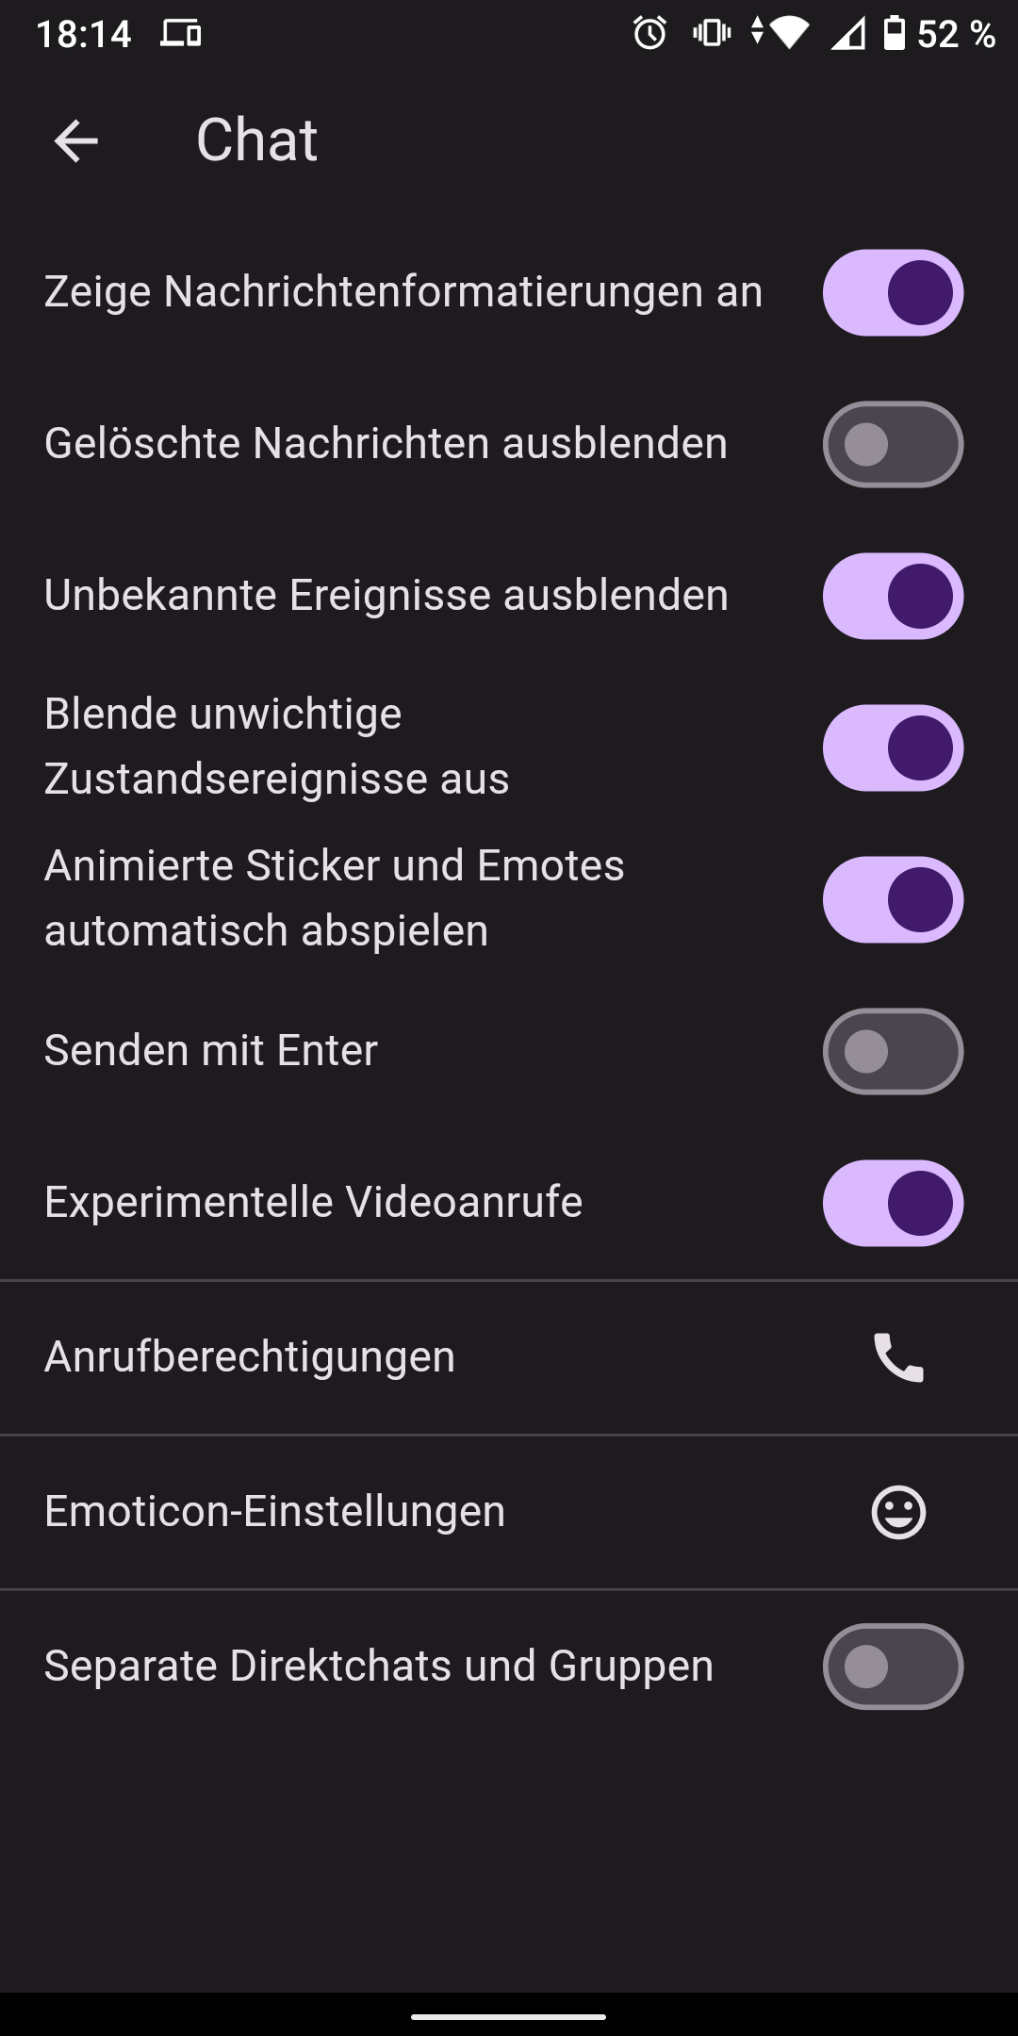 18:14
52 %
Chat
Zeige Nachrichtenformatierungen an
Gelöschte Nachrichten ausblenden
Unbekannte Ereignisse ausblenden
Blende unwichtige
Zustandsereignisse aus
Animierte Sticker und Emotes
automatisch abspielen
Senden mit Enter
Experimentelle Videoanrufe
Anrufberechtigungen
Emoticon-Einstellungen
Separate Direktchats und Gruppen